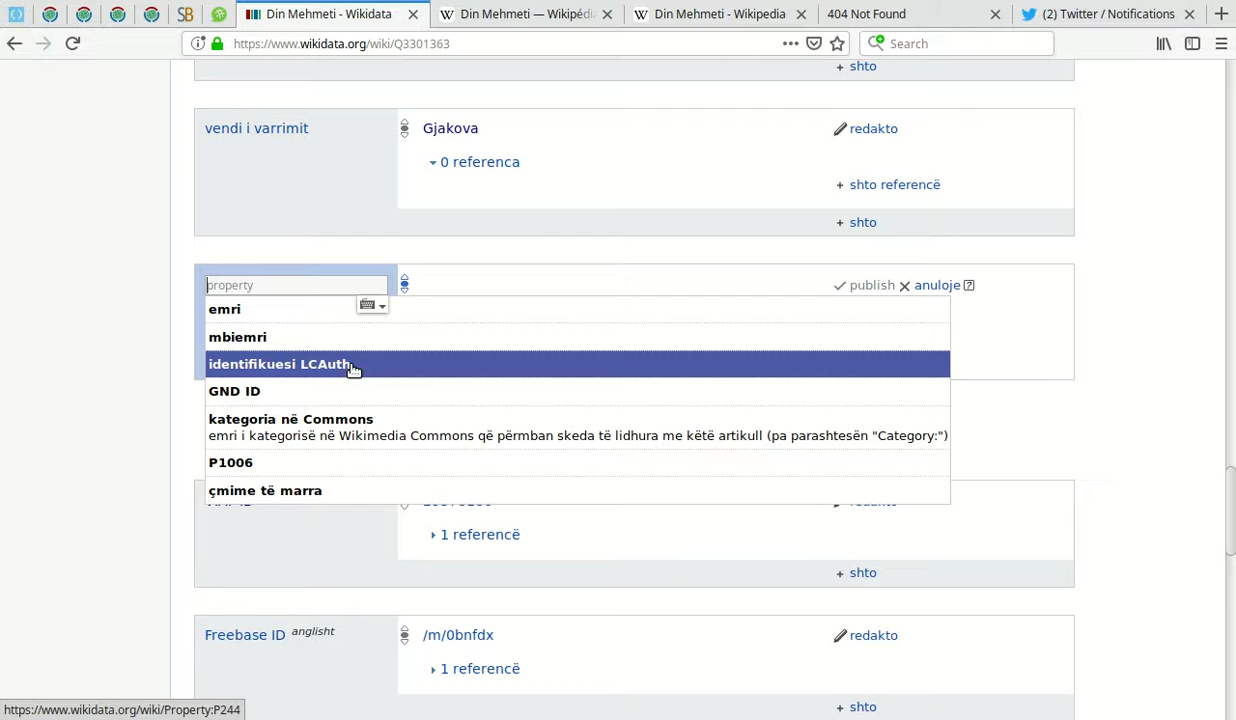 Din Mehmeti - Wikidata
Din Mehmeti — Wikipédi
Din Mehmeti - Wikipedia
404 Not Found
(2) Twitter / Notifications
https://www.wikidata.org/wiki/Q3301363
Search
+ shto
vendi i varrimit
Gjakova
redakto
0 referenca
+ shto referencë
+ shto
property
publish
anuloje [?]
emri
mbiemri
identifikuesi LCAuth
GND ID
kategoria në Commons
emri i kategorisë në Wikimedia Commons që përmban skeda të lidhura me këtë artikull (pa parashtesën "Category:")
P1006
çmime të marra
1 referencë
+ shto
Freebase ID anglisht
/m/0bnfdx
redakto
1 referencë
+ shto
https://www.wikidata.org/wiki/Property:P244